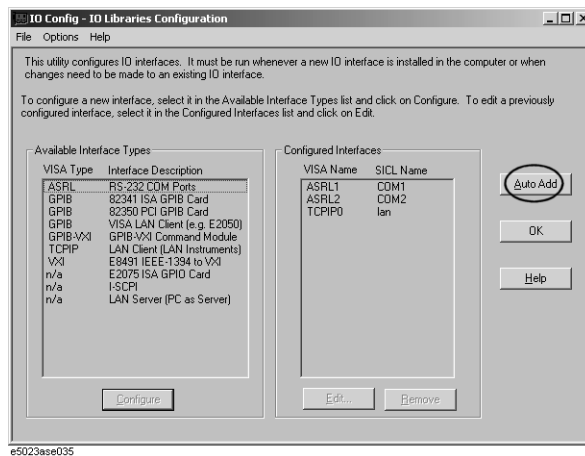 IO Config - IO Libraries Configuration
File Options Help
This utility configures IO interfaces. It must be run whenever a new IO interface is installed in the computer or when
changes need to be made to an existing IO interface.
To configure a new interface, select it in the Available Interface Types list and click on Configure. To edit a previously
configured interface, select it in the Configured Interfaces list and click on Edit.
Available Interface Types
VISA Type Interface Description
ASRL RS-232 COM Ports
GPIB 82341 ISA GPIB Card
GPIB 82350 PCI GPIB Card
GPIB VISA LAN Client (e.g. E2050)
GPIB-VXI GPIB-VXI Command Module
TCPIP LAN Client (LAN Instruments)
VXI E8491 IEEE-1394 to VXI
n/a E2075 ISA GPIO Card
n/a I-SCPI
n/a LAN Server (PC as Server)
Configure
Configured Interfaces
VISA Name SICL Name
ASRL1 COM1
ASRL2 COM2
TCPIP0 lan
Edit... Remove
Auto Add
OK
Help
e5023ase035